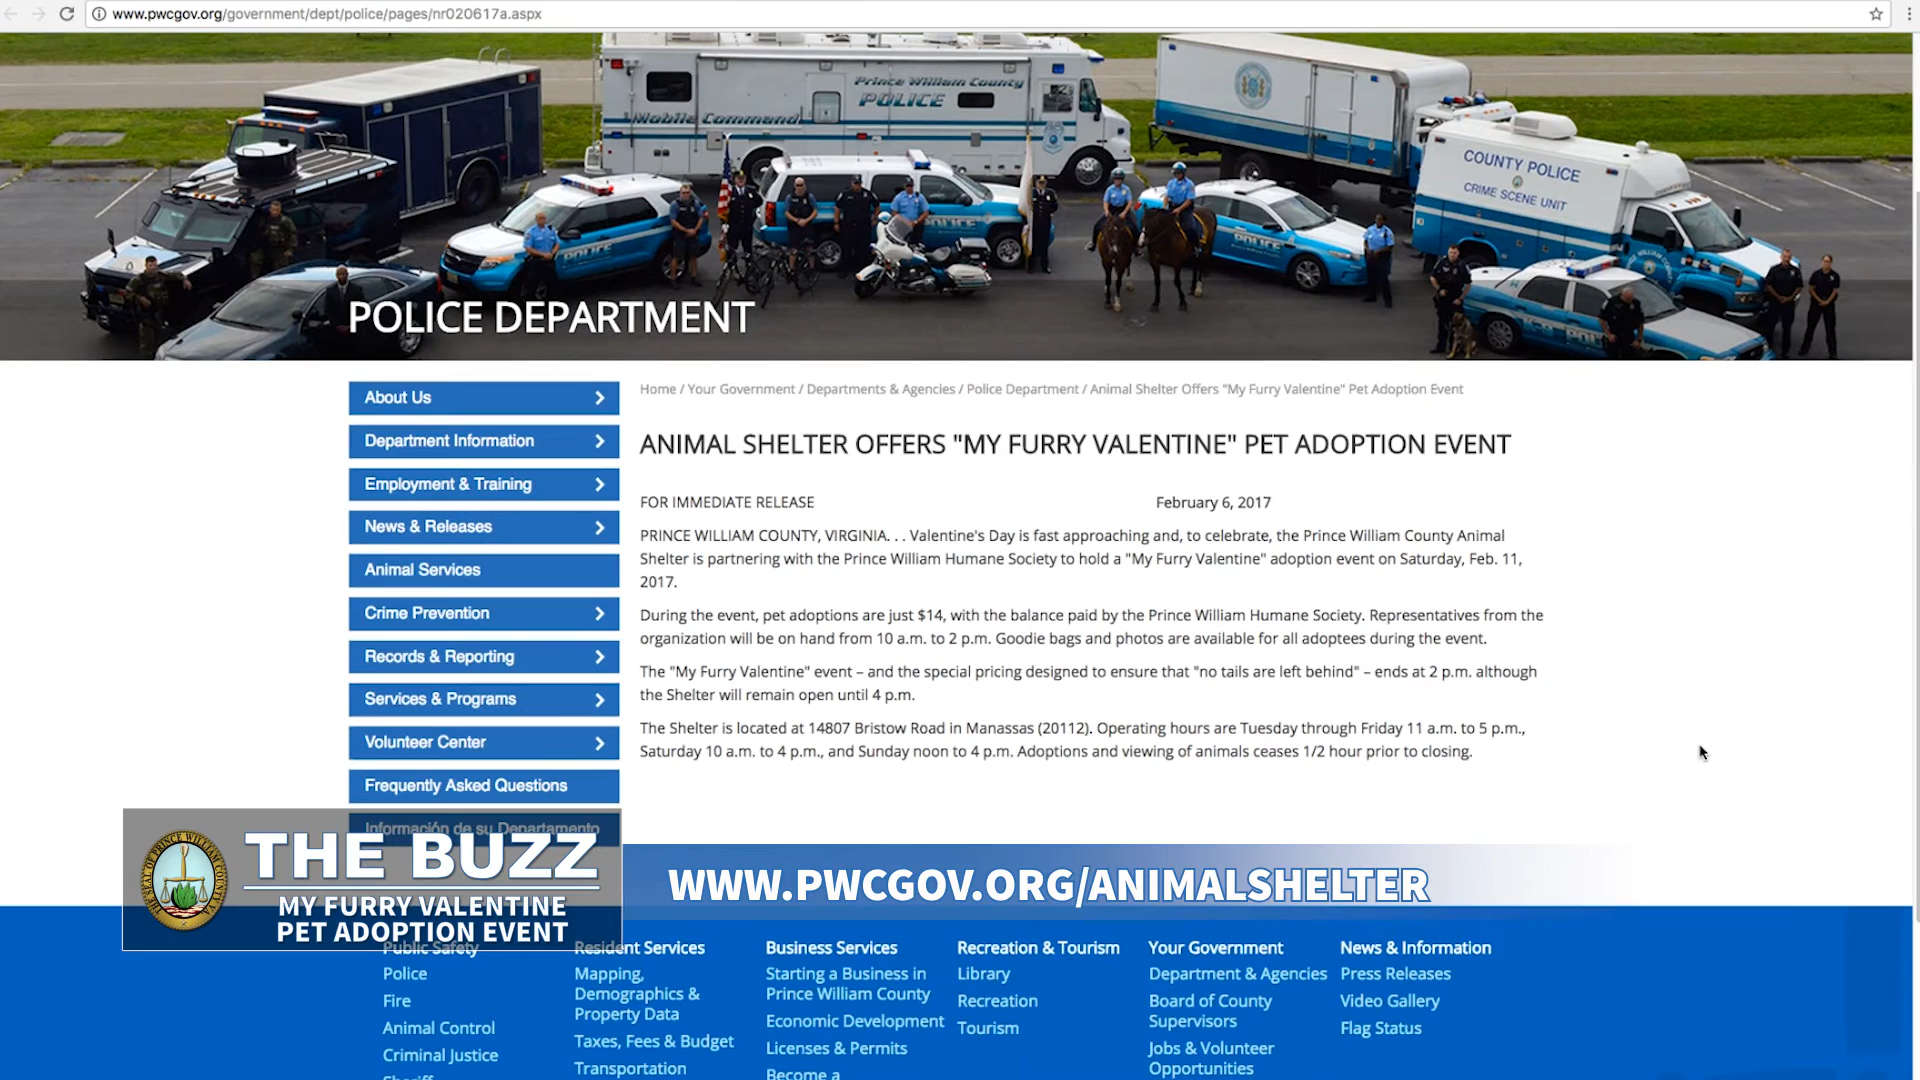 www.pwcgov.org/government/dept/police/pages/nr020617a.aspx
Prince William County
POLICE
Mobile Command
COUNTY POLICE
CRIME SCENE UNIT
POLICE
POLICE
POLICE
POLICE DEPARTMENT
About Us
Department Information
Employment & Training
News & Releases
Animal Services
Crime Prevention
Records & Reporting
Services & Programs
Volunteer Center
Frequently Asked Questions
Información de su Departamento
Home / Your Government / Departments & Agencies / Police Department / Animal Shelter Offers "My Furry Valentine" Pet Adoption Event
ANIMAL SHELTER OFFERS "MY FURRY VALENTINE" PET ADOPTION EVENT
FOR IMMEDIATE RELEASE February 6, 2017
PRINCE WILLIAM COUNTY, VIRGINIA. . . Valentine's Day is fast approaching and, to celebrate, the Prince William County Animal
Shelter is partnering with the Prince William Humane Society to hold a "My Furry Valentine" adoption event on Saturday, Feb. 11,
2017.
During the event, pet adoptions are just $14, with the balance paid by the Prince William Humane Society. Representatives from the
organization will be on hand from 10 a.m. to 2 p.m. Goodie bags and photos are available for all adoptees during the event.
The "My Furry Valentine" event – and the special pricing designed to ensure that "no tails are left behind" – ends at 2 p.m. although
the Shelter will remain open until 4 p.m.
The Shelter is located at 14807 Bristow Road in Manassas (20112). Operating hours are Tuesday through Friday 11 a.m. to 5 p.m.,
Saturday 10 a.m. to 4 p.m., and Sunday noon to 4 p.m. Adoptions and viewing of animals ceases 1/2 hour prior to closing.
THE BUZZ
MY FURRY VALENTINE
PET ADOPTION EVENT
WWW.PWCGOV.ORG/ANIMALSHELTER
Public Safety
Police
Fire
Animal Control
Criminal Justice
Sheriff
Resident Services
Mapping,
Demographics &
Property Data
Taxes, Fees & Budget
Transportation
Business Services
Starting a Business in
Prince William County
Economic Development
Licenses & Permits
Become a
Recreation & Tourism
Library
Recreation
Tourism
Your Government
Department & Agencies
Board of County
Supervisors
Jobs & Volunteer
Opportunities
News & Information
Press Releases
Video Gallery
Flag Status